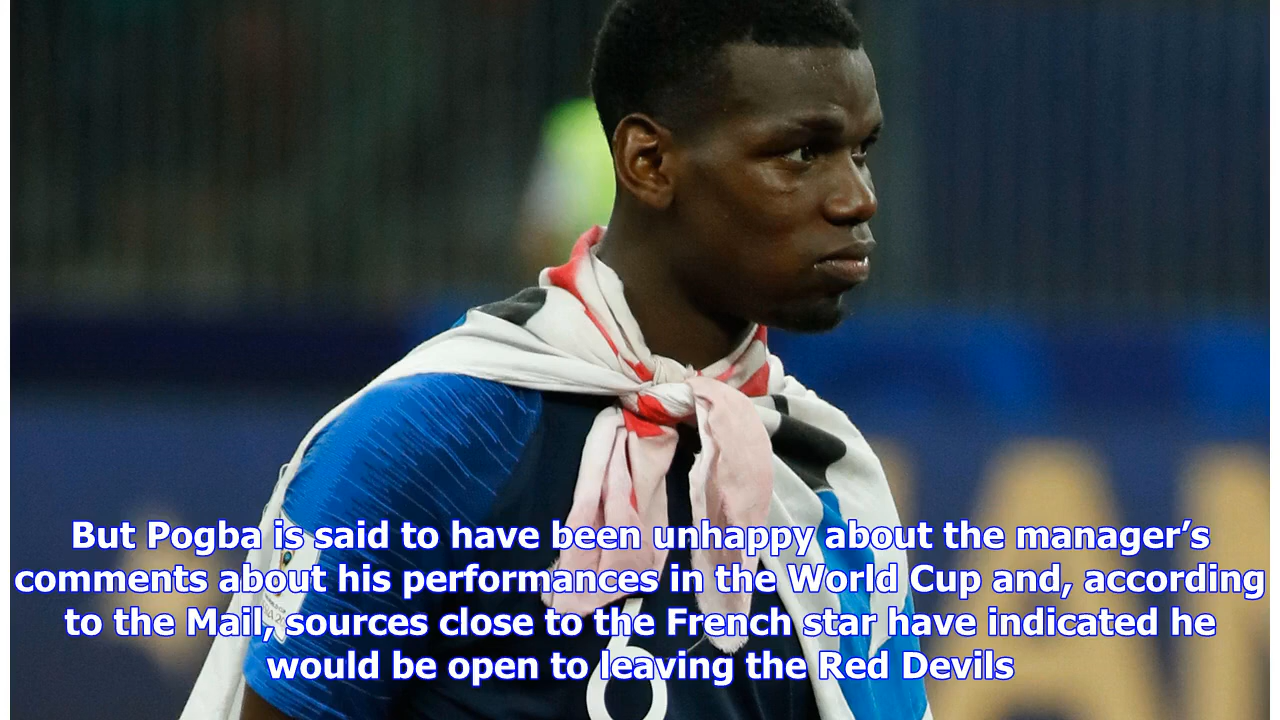 But Pogba is said to have been unhappy about the manager’s
comments about his performances in the World Cup and, according
to the Mail, sources close to the French star have indicated he
would be open to leaving the Red Devils
6